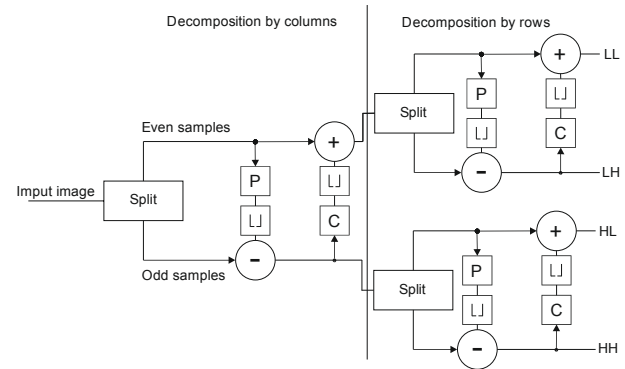 Decomposition by columns
Decomposition by rows
Even samples
Imput image
Split
P
⌊⌋
+
⌊⌋
C
-
Odd samples
Split
P
⌊⌋
+
⌊⌋
C
-
LL
LH
Split
P
⌊⌋
+
⌊⌋
C
-
HL
HH